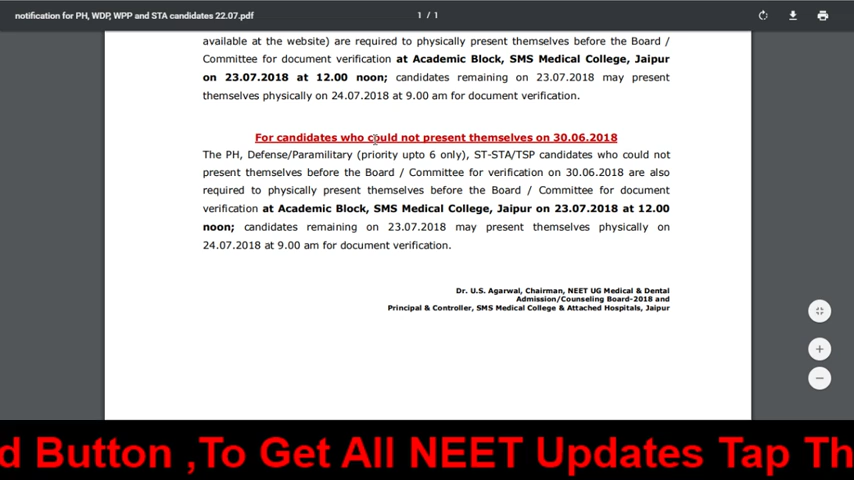 notification for PH, WDP, WPP and STA candidates 22.07.pdf
1 / 1
available at the website) are required to physically present themselves before the Board /
Committee for document verification at Academic Block, SMS Medical College, Jaipur
on 23.07.2018 at 12.00 noon; candidates remaining on 23.07.2018 may present
themselves physically on 24.07.2018 at 9.00 am for document verification.
For candidates who could not present themselves on 30.06.2018
The PH, Defense/Paramilitary (priority upto 6 only), ST-STA/TSP candidates who could not
present themselves before the Board / Committee for verification on 30.06.2018 are also
required to physically present themselves before the Board / Committee for document
verification at Academic Block, SMS Medical College, Jaipur on 23.07.2018 at 12.00
noon; candidates remaining on 23.07.2018 may present themselves physically on
24.07.2018 at 9.00 am for document verification.
Dr. U.S. Agarwal, Chairman, NEET UG Medical & Dental
Admission/Counseling Board-2018 and
Principal & Controller, SMS Medical College & Attached Hospitals, Jaipur
d Button ,To Get All NEET Updates Tap Th